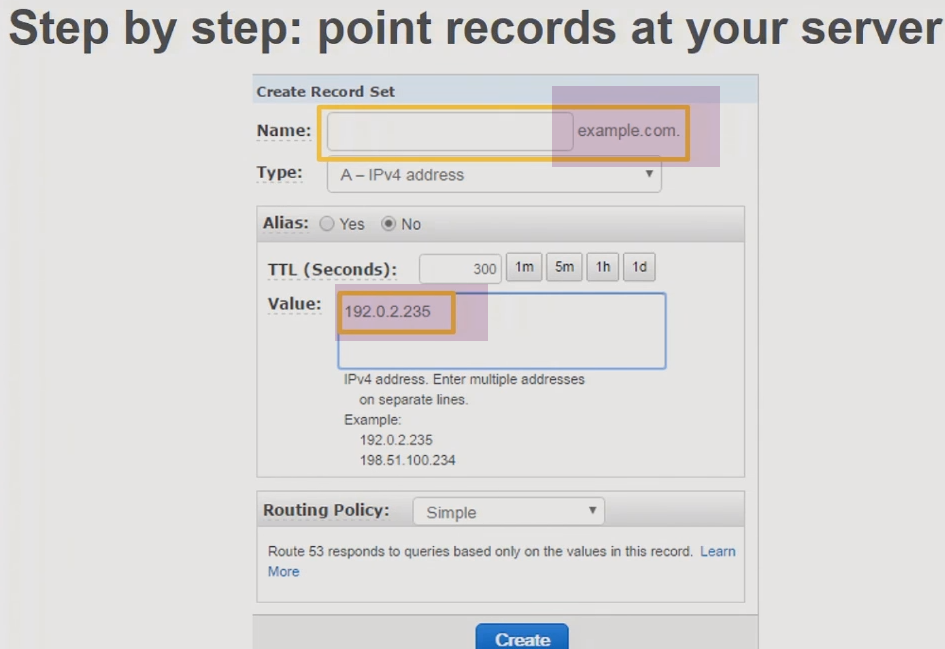 Step by step: point records at your server
Create Record Set
Name: example.com.
Type: A – IPv4 address
Alias: Yes No
TTL (Seconds): 300 1m 5m 1h 1d
Value: 192.0.2.235
IPv4 address. Enter multiple addresses
on separate lines.
Example:
192.0.2.235
198.51.100.234
Routing Policy: Simple
Route 53 responds to queries based only on the values in this record. Learn
More
Create